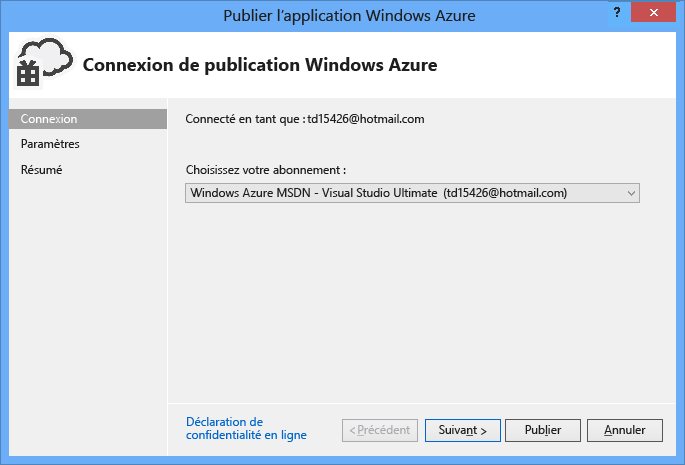 Publier l'application Windows Azure
?
Connexion de publication Windows Azure
Connexion
Paramètres
Résumé
Connecté en tant que : td15426@hotmail.com
Choisissez votre abonnement :
Windows Azure MSDN - Visual Studio Ultimate (td15426@hotmail.com)
Déclaration de
confidentialité en ligne
< Précédent
Suivant >
Publier
Annuler